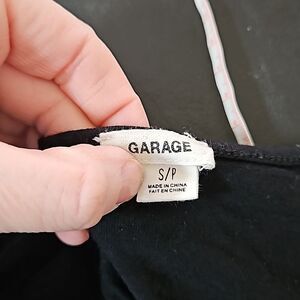 GARAGE
S/P
MADE IN CHINA
FAIT EN CHINE